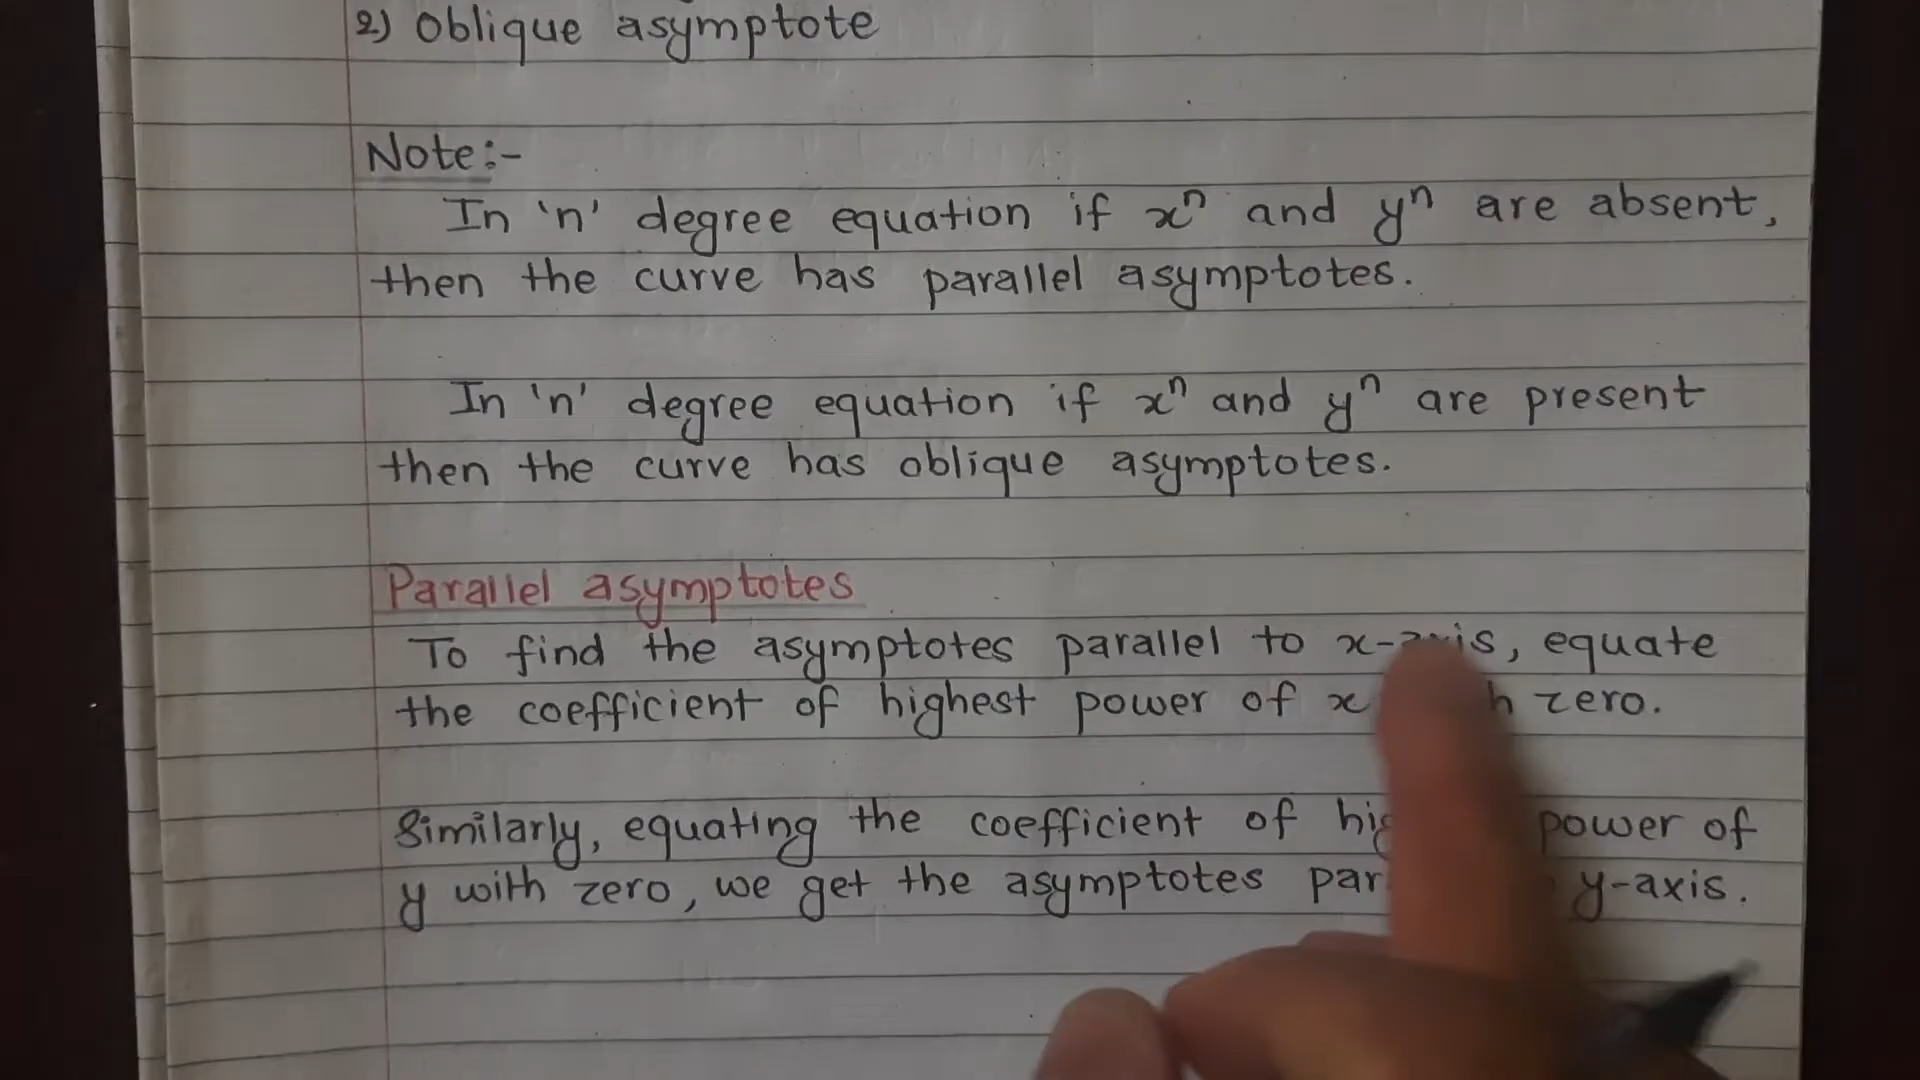 2) Oblique asymptote
Note:-
In 'n' degree equation if xⁿ and yⁿ are absent,
then the curve has parallel asymptotes.
In 'n' degree equation if xⁿ and yⁿ are present
then the curve has oblique asymptotes.
Parallel asymptotes
To find the asymptotes parallel to x-axis, equate
the coefficient of highest power of x zero.
Similarly, equating the coefficient of power of
y with zero, we get the asymptotes y-axis.